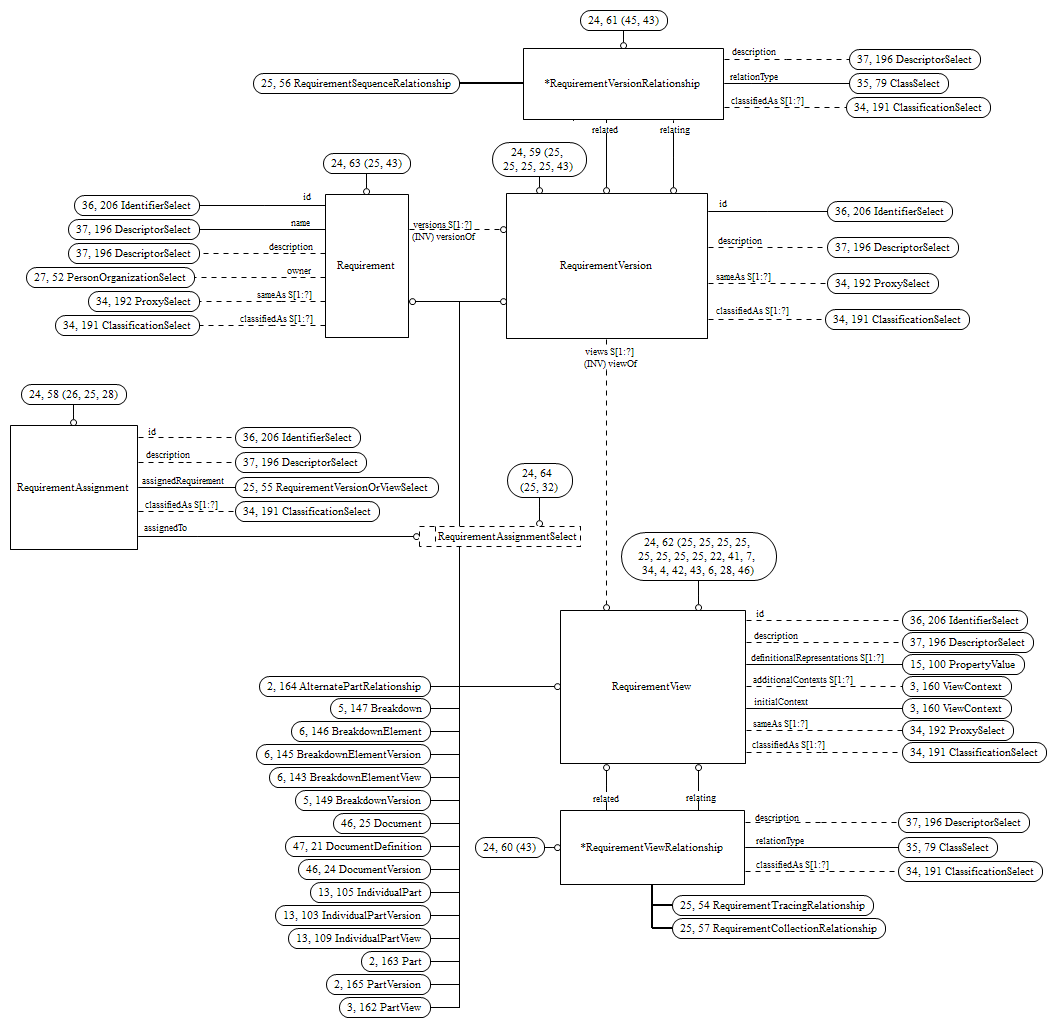 24, 61 (45, 43)
*RequirementVersionRelationship
25, 56 RequirementSequenceRelationship
description
37, 196 DescriptorSelect
relationType
35, 79 ClassSelect
classifiedAs S[1:?]
34, 191 ClassificationSelect
related
relating
24, 63 (25, 43)
24, 59 (25,
25, 25, 25, 43)
36, 206 IdentifierSelect
id
37, 196 DescriptorSelect
name
37, 196 DescriptorSelect
description
27, 52 PersonOrganizationSelect
owner
34, 192 ProxySelect
sameAs S[1:?]
34, 191 ClassificationSelect
classifiedAs S[1:?]
Requirement
versions S[1:?]
(INV) versionOf
RequirementVersion
id
36, 206 IdentifierSelect
description
37, 196 DescriptorSelect
sameAs S[1:?]
34, 192 ProxySelect
classifiedAs S[1:?]
34, 191 ClassificationSelect
views S[1:?]
(INV) viewOf
24, 58 (26, 25, 28)
RequirementAssignment
id
36, 206 IdentifierSelect
description
37, 196 DescriptorSelect
assignedRequirement
25, 55 RequirementVersionOrViewSelect
classifiedAs S[1:?]
34, 191 ClassificationSelect
assignedTo
24, 64
(25, 32)
RequirementAssignmentSelect
24, 62 (25, 25, 25, 25,
25, 25, 25, 25, 22, 41, 7,
34, 4, 42, 43, 6, 28, 46)
RequirementView
id
36, 206 IdentifierSelect
description
37, 196 DescriptorSelect
definitionalRepresentations S[1:?]
15, 100 PropertyValue
additionalContexts S[1:?]
3, 160 ViewContext
initialContext
3, 160 ViewContext
sameAs S[1:?]
34, 192 ProxySelect
classifiedAs S[1:?]
34, 191 ClassificationSelect
2, 164 AlternatePartRelationship
5, 147 Breakdown
6, 146 BreakdownElement
6, 145 BreakdownElementVersion
6, 143 BreakdownElementView
5, 149 BreakdownVersion
46, 25 Document
47, 21 DocumentDefinition
46, 24 DocumentVersion
13, 105 IndividualPart
13, 103 IndividualPartVersion
13, 109 IndividualPartView
2, 163 Part
2, 165 PartVersion
3, 162 PartView
related
relating
24, 60 (43)
*RequirementViewRelationship
description
37, 196 DescriptorSelect
relationType
35, 79 ClassSelect
classifiedAs S[1:?]
34, 191 ClassificationSelect
25, 54 RequirementTracingRelationship
25, 57 RequirementCollectionRelationship